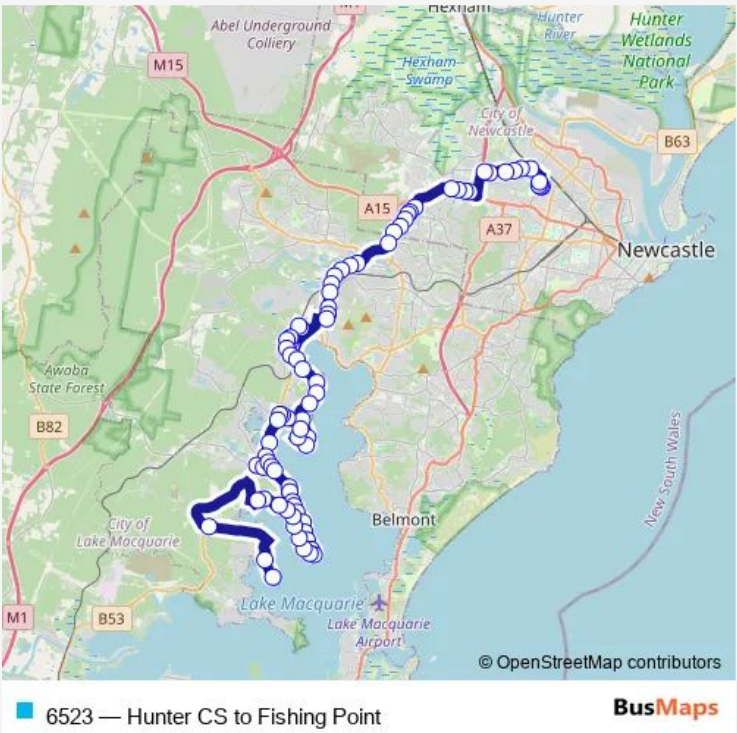 Hexham
Abel Underground
Colliery
Hunter
River
Hunter
Wetlands
National
Park
M15
Hexham
Swamp
City of
Newcastle
B63
A15
A37
Newcastle
Awaba
State Forest
B82
New South Wales
Belmont
City of
Lake Macquarie
Lake Macquarie
Lake Macquarie
Airport
M1
B53
© OpenStreetMap contributors
6523 — Hunter CS to Fishing Point
BusMaps